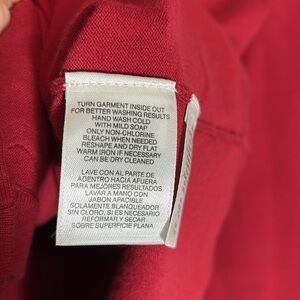 TURN GARMENT INSIDE OUT
FOR BETTER WASHING RESULTS
HAND WASH COLD
WITH MILD SOAP
ONLY NON-CHLORINE
BLEACH WHEN NEEDED
RESHAPE AND DRY FLAT
WARM IRON IF NECESSARY
CAN BE DRY CLEANED
LAVE CON AL PARTE DE
ADENTRO HACIA AFUERA
PARA MEJORES RESULTADOS
LAVAR A MANO CON
JABON APACIBLE
SOLAMENTE BLANQUEADOR
SIN CLORO, SI ES NECESARIO
REFORMAR Y SECAR
SOBRE SUPERFICIE PLANA.